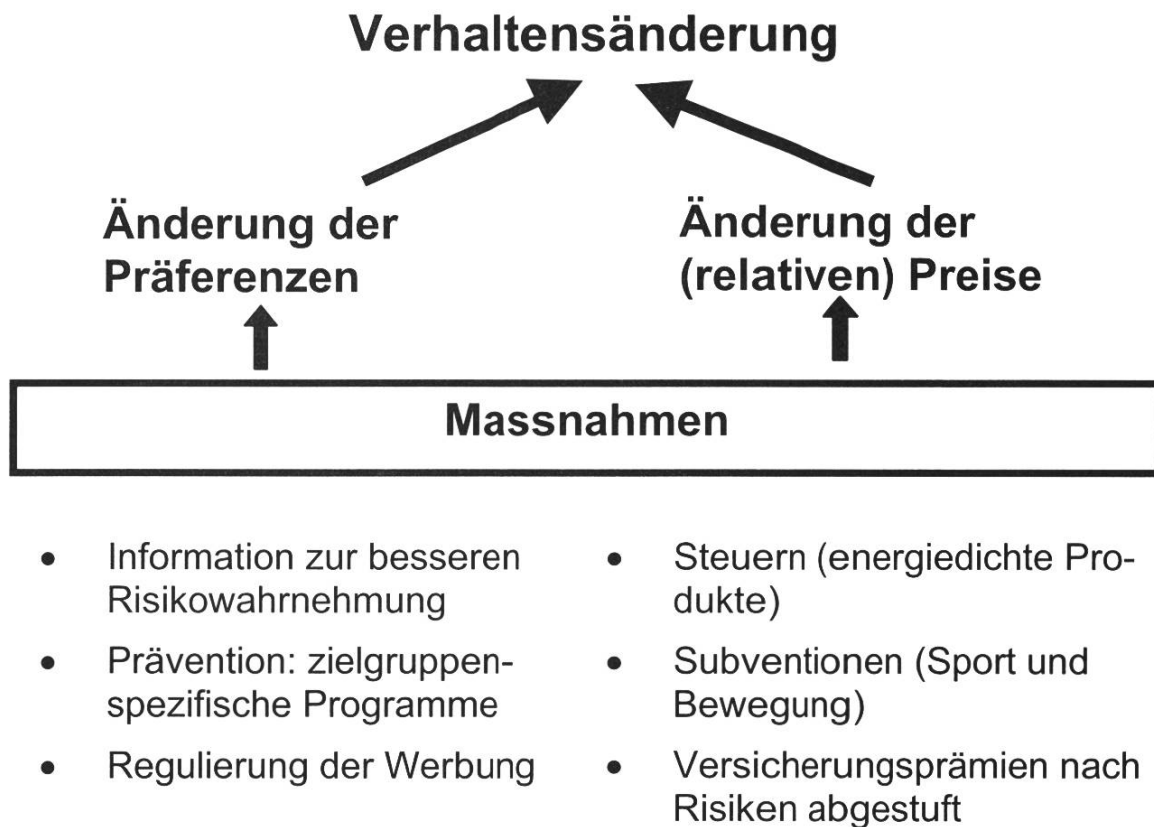 Verhaltensänderung
Änderung der
Präferenzen
Änderung der
(relativen) Preise
Massnahmen
• Information zur besseren
Risikowahrnehmung
• Prävention: zielgruppen-
spezifische Programme
• Regulierung der Werbung
• Steuern (energiedichte Pro-
dukte)
• Subventionen (Sport und
Bewegung)
• Versicherungsprämien nach
Risiken abgestuft